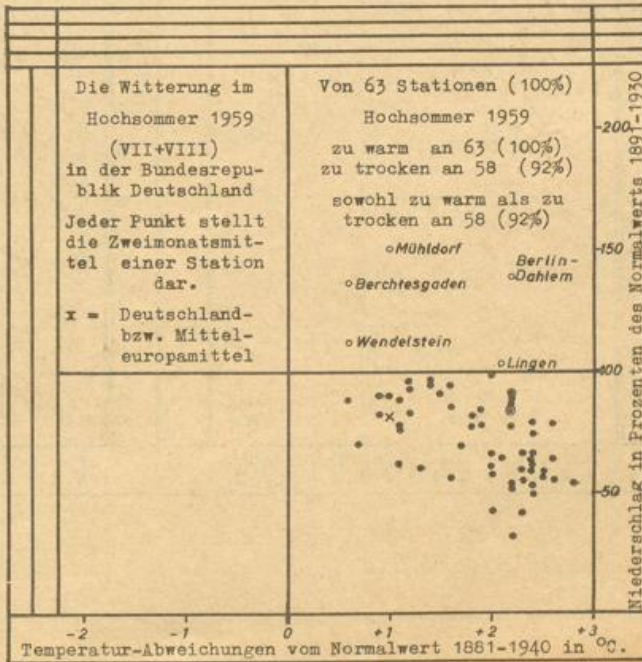 Die Witterung im
Hochsommer 1959
(VII+VIII)
in der Bundesrepu-
blik Deutschland
Jeder Punkt stellt
die Zweimonatsmit-
tel einer Station
dar.
x = Deutschland-
bzw. Mittel-
europamittel
Von 63 Stationen (100%)
Hochsommer 1959
zu warm an 63 (100%)
zu trocken an 58 (92%)
sowohl zu warm als zu
trocken an 58 (92%)
Mühldorf
Berlin-
Dahlem
Berchtesgaden
Wendelstein
Lingen
200
150
100
50
Niederschlag in Prozenten des Normalwerts 1891-1930
-2 -1 0 +1 +2 +3
Temperatur-Abweichungen vom Normalwert 1881-1940 in °C.